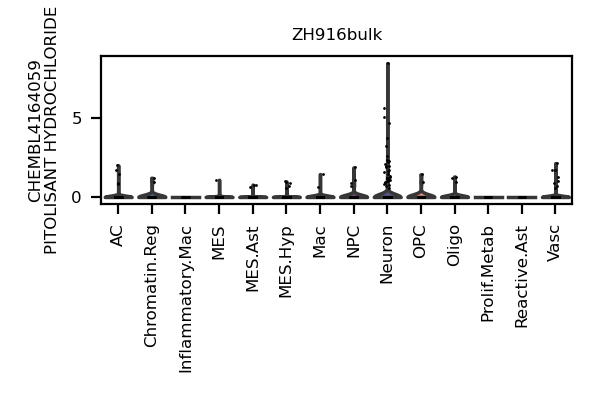 ZH916bulk
CHEMBL4164059
PITOLISANT HYDROCHLORIDE
5
0
AC
Chromatin.Reg
Inflammatory.Mac
MES
MES.Ast
MES.Hyp
Mac
NPC
Neuron
OPC
Oligo
Prolif.Metab
Reactive.Ast
Vasc